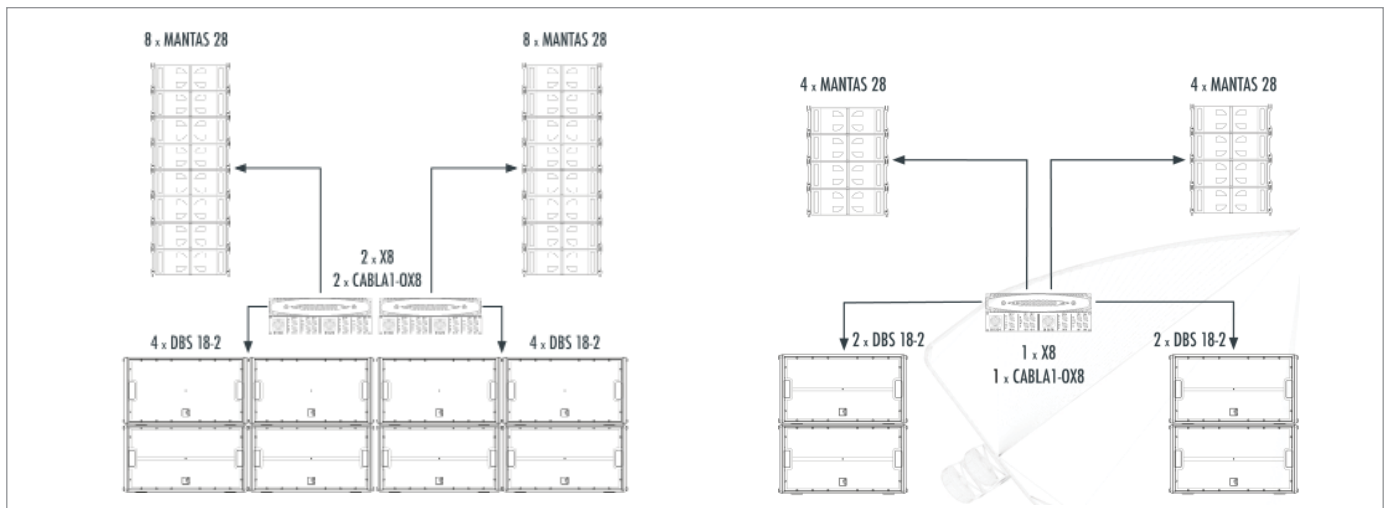 8 x MANTAS 28
8 x MANTAS 28
2 x X8
2 x CABLA1-OX8
4 x DBS 18-2
4 x DBS 18-2
4 x MANTAS 28
4 x MANTAS 28
2 x DBS 18-2
2 x DBS 18-2
1 x X8
1 x CABLA1-OX8